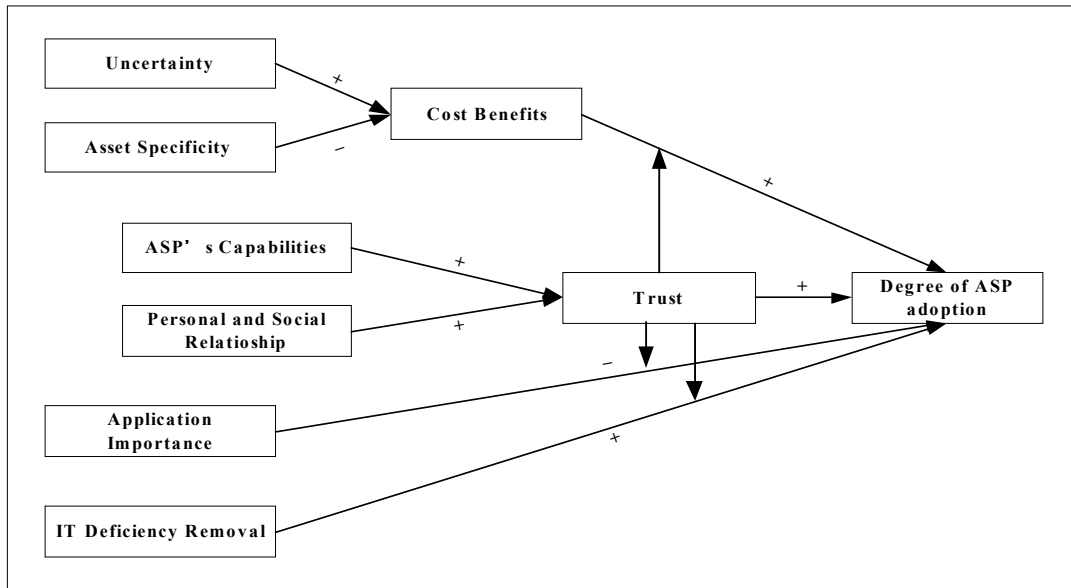 Uncertainty
+
Cost Benefits
Asset Specificity
–
+
ASP’s Capabilities
+
Trust
+
Degree of ASP
adoption
Personal and Social
Relatioship
+
–
Application
Importance
+
IT Deficiency Removal